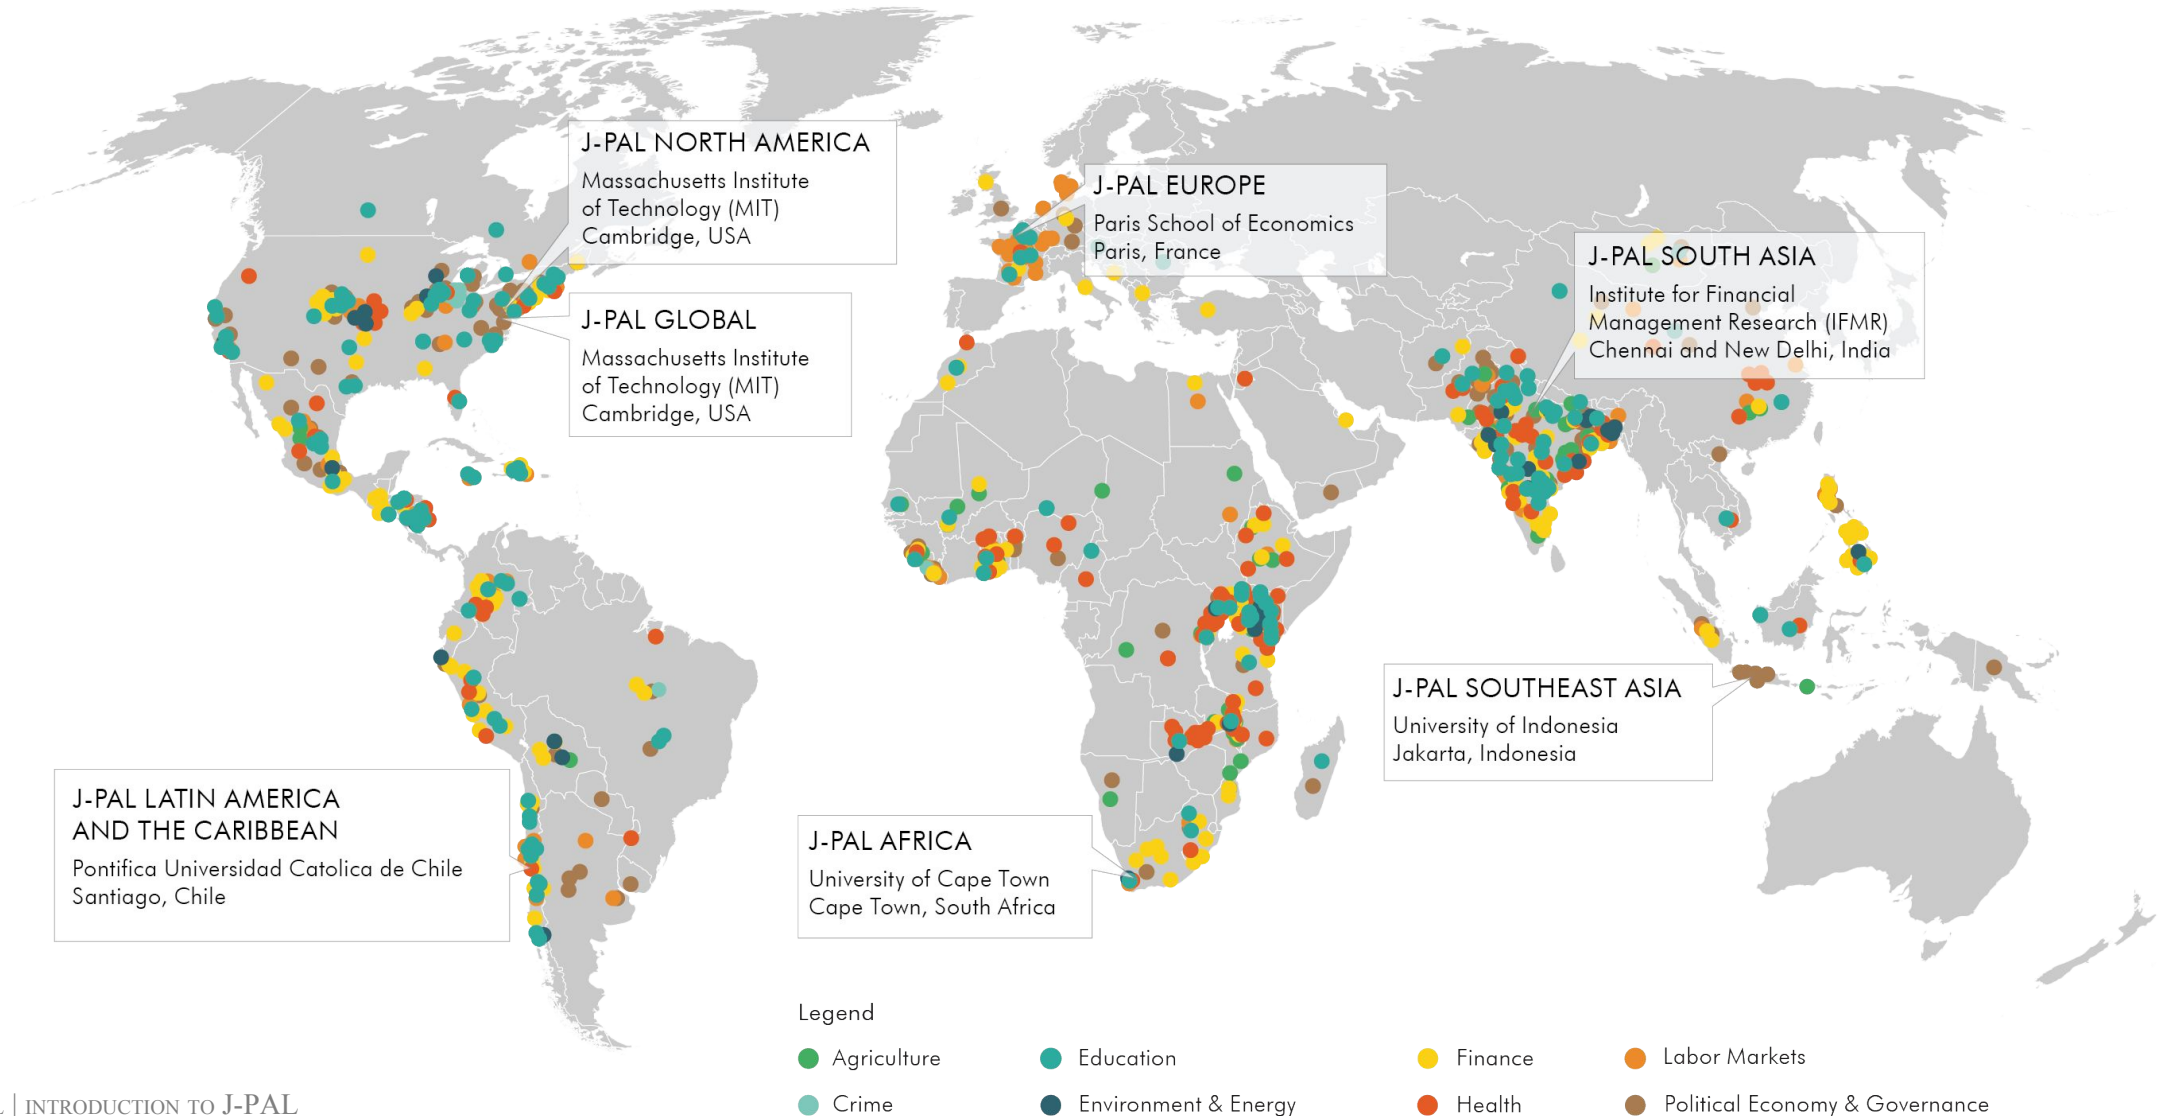 J-PAL NORTH AMERICA
Massachusetts Institute
of Technology (MIT)
Cambridge, USA
J-PAL GLOBAL
Massachusetts Institute
of Technology (MIT)
Cambridge, USA
J-PAL EUROPE
Paris School of Economics
Paris, France
J-PAL SOUTH ASIA
Institute for Financial
Management Research (IFMR)
Chennai and New Delhi, India
J-PAL SOUTHEAST ASIA
University of Indonesia
Jakarta, Indonesia
J-PAL LATIN AMERICA
AND THE CARIBBEAN
Pontifica Universidad Catolica de Chile
Santiago, Chile
J-PAL AFRICA
University of Cape Town
Cape Town, South Africa
Legend
Agriculture
Education
Finance
Labor Markets
Crime
Environment & Energy
Health
Political Economy & Governance
| INTRODUCTION TO J-PAL